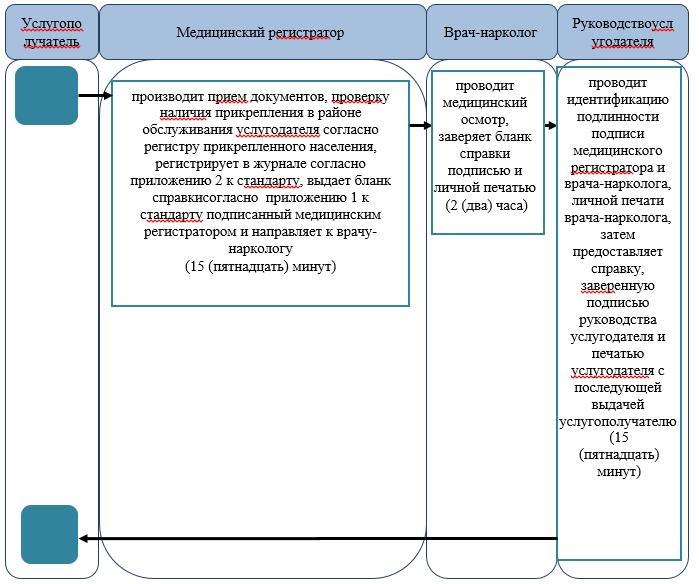 Услугопо
лучатель
Медицинский регистратор
Врач-нарколог
Руководствоусл
угодателя
производит прием документов, проверку
наличия прикрепления в районе
обслуживания услугодателя согласно
регистру прикрепленного населения,
регистрирует в журнале согласно
приложению 2 к стандарту, выдает бланк
справкисогласно приложению 1 к
стандарту подписанный медицинским
регистратором и направляет к врачу-
наркологу
(15 (пятнадцать) минут)
проводит
медицинский
осмотр,
заверяет бланк
справки
подписью и
личной печатью
(2 (два) часа)
проводит
идентификацию
подлинности
подписи
медицинского
регистратора и
врача-нарколога,
личной печати
врача-нарколога,
затем
предоставляет
справку,
заверенную
подписью
руководства
услугодателя и
печатью
услугодателя с
последующей
выдачей
услугополучателю
(15
(пятнадцать)
минут)